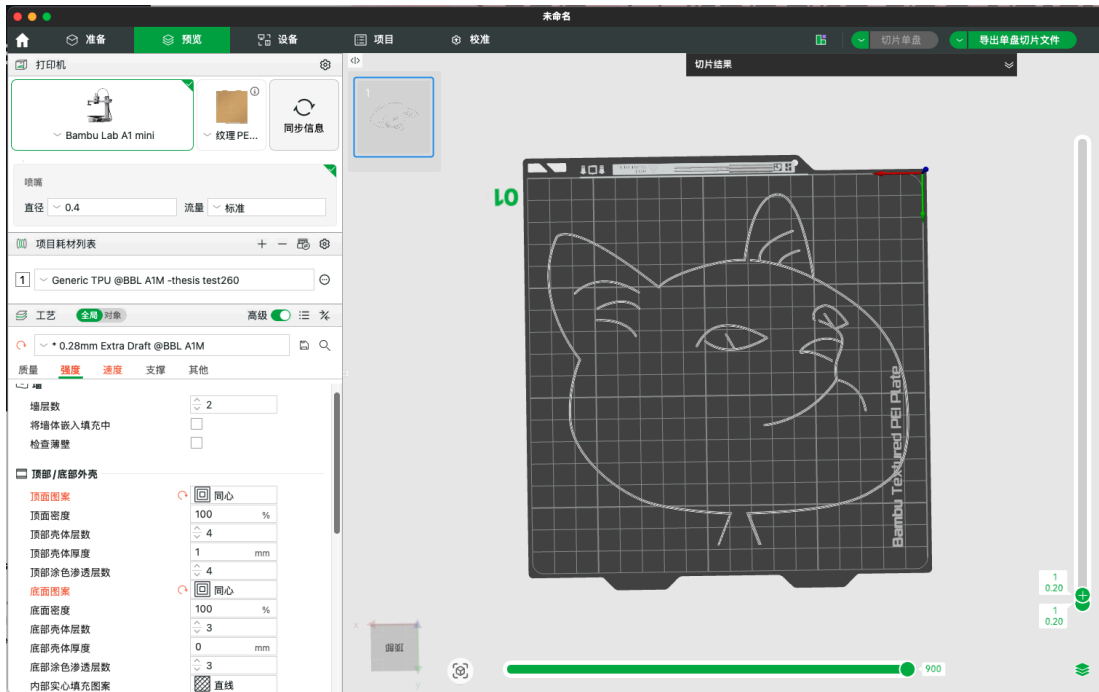 未命名
准备
预览
设备
项目
校准
切片单盘
导出单盘切片文件
打印机
Bambu Lab A1 mini
纹理 PE...
同步信息
喷嘴
直径 0.4
流量 标准
项目耗材列表
1 Generic TPU @BBL A1M -thesis test260
工艺 全局 对象 高级
* 0.28mm Extra Draft @BBL A1M
质量 强度 速度 支撑 其他
墙
墙层数 2
将墙体嵌入填充中
检查薄壁
顶部/底部外壳
顶面图案 同心
顶面密度 100 %
顶部壳体层数 4
顶部壳体厚度 1 mm
顶部涂色渗透层数 4
底面图案 同心
底面密度 100 %
底部壳体层数 3
底部壳体厚度 0 mm
底部涂色渗透层数 3
内部实心填充图案 直线
1
切片结果
01
Bambu Textured PEI Plate
x
y
1
0.20
1
0.20
900